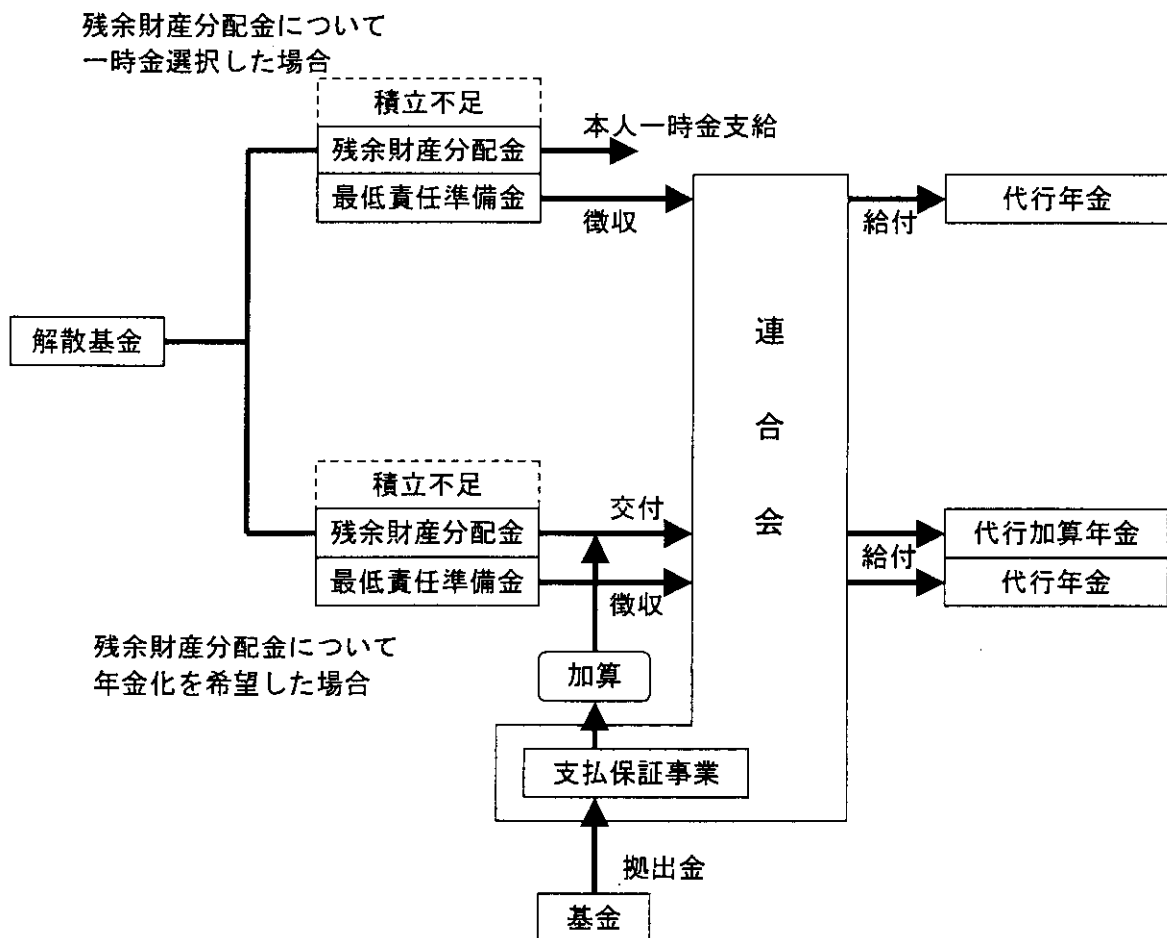 残余財産分配金について
一時金選択した場合
積立不足
残余財産分配金
最低責任準備金
本人一時金支給
徴収
給付
代行年金
解散基金
連
合
会
積立不足
残余財産分配金
最低責任準備金
交付
徴収
給付
代行加算年金
代行年金
残余財産分配金について
年金化を希望した場合
加算
支払保証事業
拠出金
基金